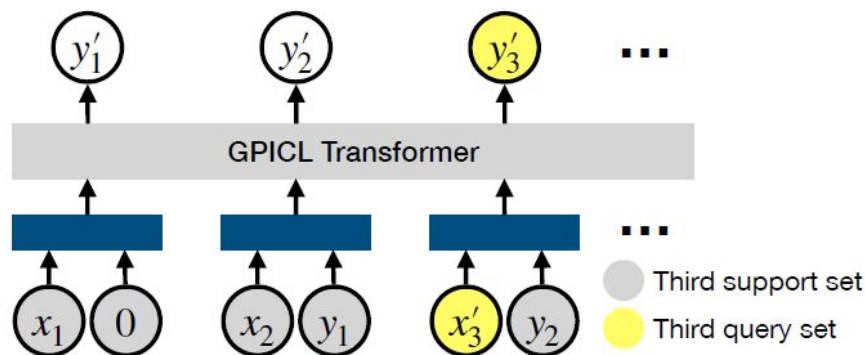 y′₁ y′₂ y′₃ ...
GPICL Transformer
...
Third support set
x₁ 0 x₂ y₁ x′₃ y₂
Third query set